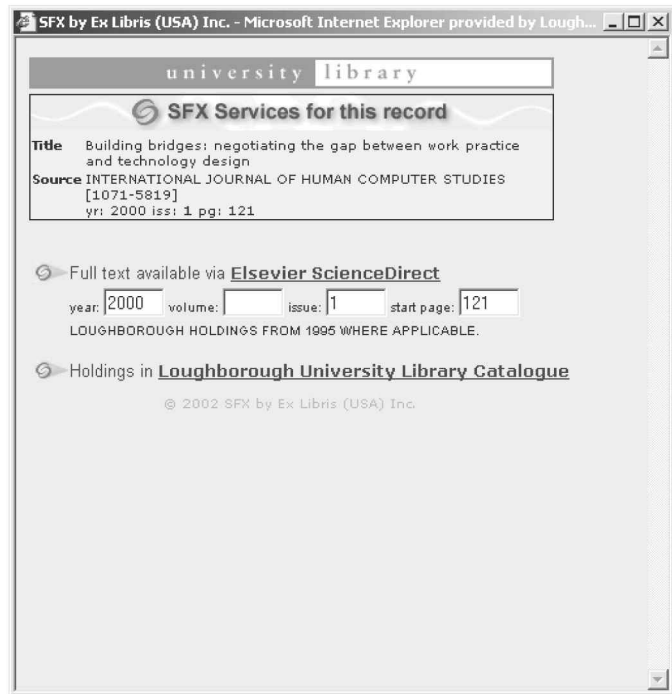 SFX by Ex Libris (USA) Inc. - Microsoft Internet Explorer provided by Lough...
university library
SFX Services for this record
Title Building bridges: negotiating the gap between work practice
and technology design
Source INTERNATIONAL JOURNAL OF HUMAN COMPUTER STUDIES
[1071-5819]
yr: 2000 iss: 1 pg: 121
Full text available via Elsevier ScienceDirect
year: 2000 volume: issue: 1 start page: 121
LOUGHBOROUGH HOLDINGS FROM 1995 WHERE APPLICABLE.
Holdings in Loughborough University Library Catalogue
© 2002 SFX by Ex Libris (USA) Inc.